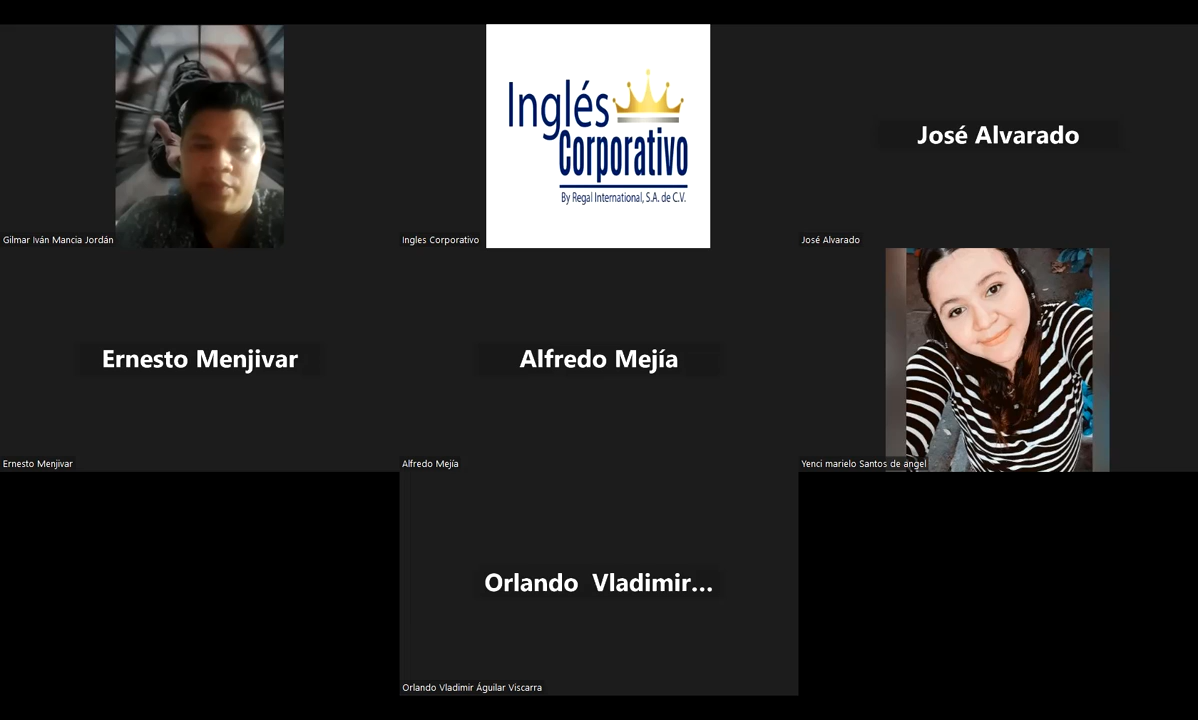 Inglés
Corporativo
By Regal International, S.A. de C.V.
José Alvarado
Gilmar Iván Mancia Jordán
Ingles Corporativo
José Alvarado
Ernesto Menjivar
Alfredo Mejía
Ernesto Menjivar
Alfredo Mejía
Yenci marielo Santos de angel
Orlando Vladimir...
Orlando Vladimir Águilar Viscarra